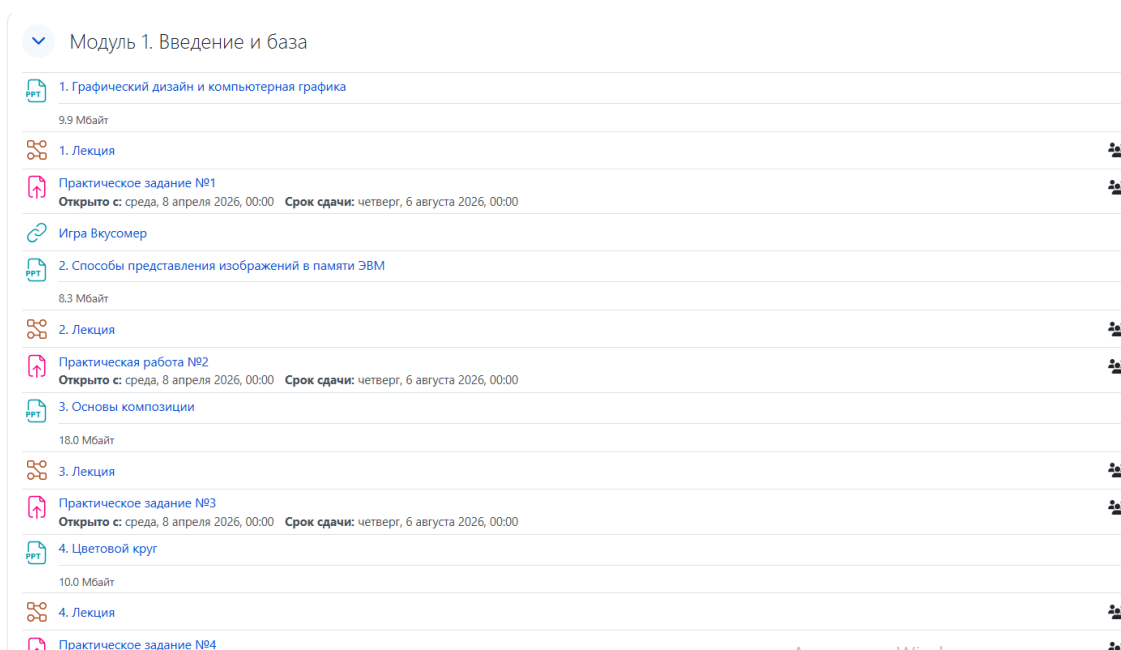 Модуль 1. Введение и база
PPT
1. Графический дизайн и компьютерная графика
9.9 Мбайт
1. Лекция
Практическое задание №1
Открыто с: среда, 8 апреля 2026, 00:00 Срок сдачи: четверг, 6 августа 2026, 00:00
Игра Вкусомер
PPT
2. Способы представления изображений в памяти ЭВМ
8.3 Мбайт
2. Лекция
Практическая работа №2
Открыто с: среда, 8 апреля 2026, 00:00 Срок сдачи: четверг, 6 августа 2026, 00:00
PPT
3. Основы композиции
18.0 Мбайт
3. Лекция
Практическое задание №3
Открыто с: среда, 8 апреля 2026, 00:00 Срок сдачи: четверг, 6 августа 2026, 00:00
PPT
4. Цветовой круг
10.0 Мбайт
4. Лекция
Практическое задание №4